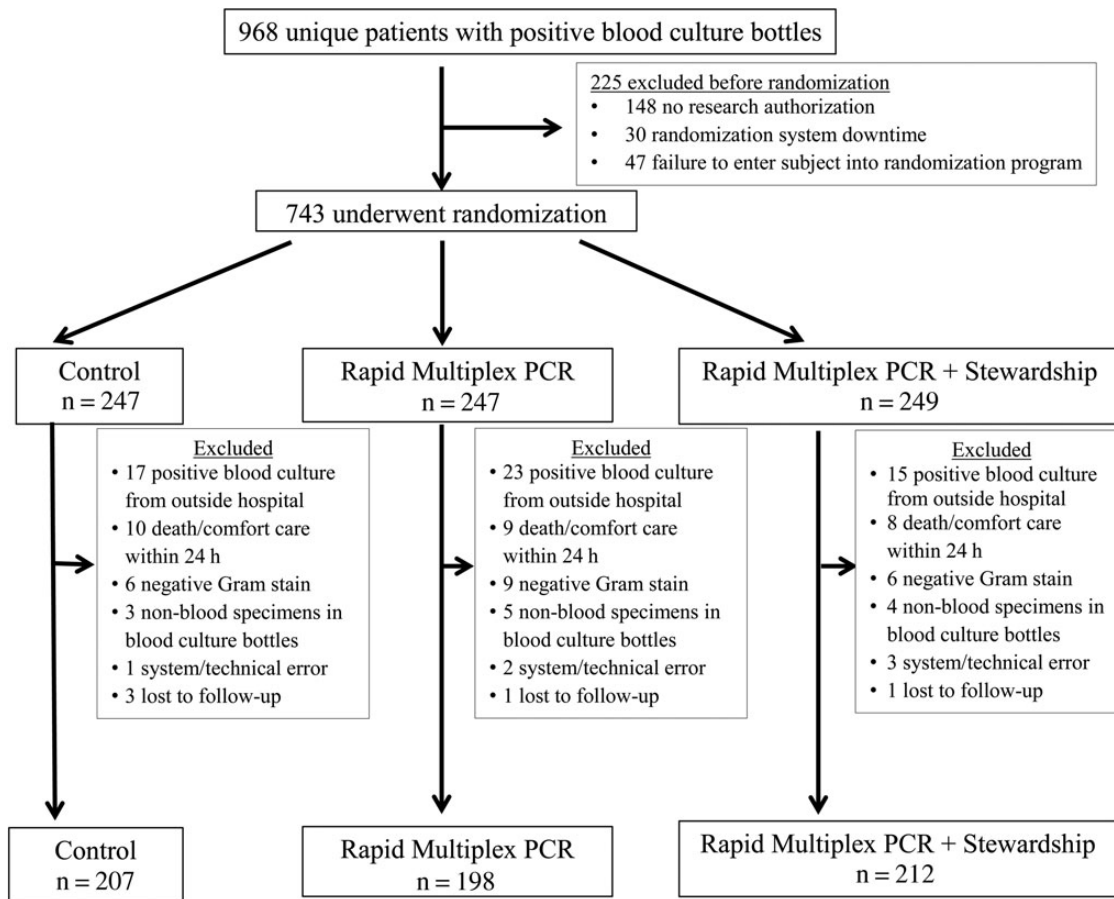 968 unique patients with positive blood culture bottles
225 excluded before randomization
• 148 no research authorization
• 30 randomization system downtime
• 47 failure to enter subject into randomization program
743 underwent randomization
Control
n = 247
Rapid Multiplex PCR
n = 247
Rapid Multiplex PCR + Stewardship
n = 249
Excluded
• 17 positive blood culture
from outside hospital
• 10 death/comfort care
within 24 h
• 6 negative Gram stain
• 3 non-blood specimens in
blood culture bottles
• 1 system/technical error
• 3 lost to follow-up
Excluded
• 23 positive blood culture
from outside hospital
• 9 death/comfort care
within 24 h
• 9 negative Gram stain
• 5 non-blood specimens in
blood culture bottles
• 2 system/technical error
• 1 lost to follow-up
Excluded
• 15 positive blood culture
from outside hospital
• 8 death/comfort care
within 24 h
• 6 negative Gram stain
• 4 non-blood specimens in
blood culture bottles
• 3 system/technical error
• 1 lost to follow-up
Control
n = 207
Rapid Multiplex PCR
n = 198
Rapid Multiplex PCR + Stewardship
n = 212